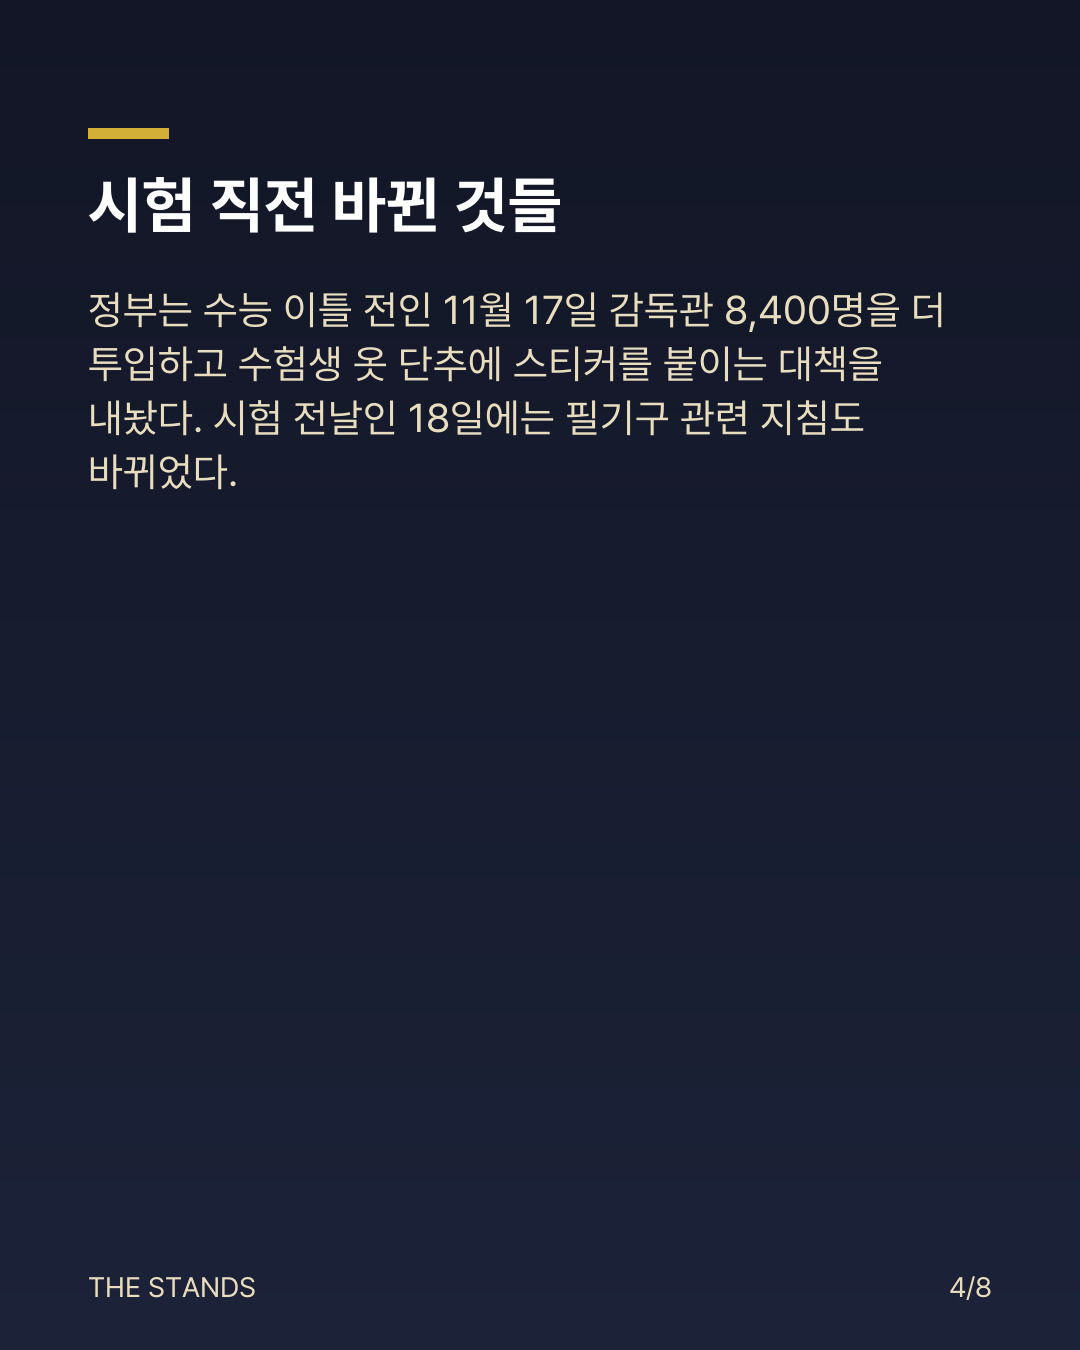 시험 직전 바뀐 것들
정부는 수능 이틀 전인 11월 17일 감독관 8,400명을 더
투입하고 수험생 옷 단추에 스티커를 붙이는 대책을
내놨다. 시험 전날인 18일에는 필기구 관련 지침도
바뀌었다.
THE STANDS
4/8